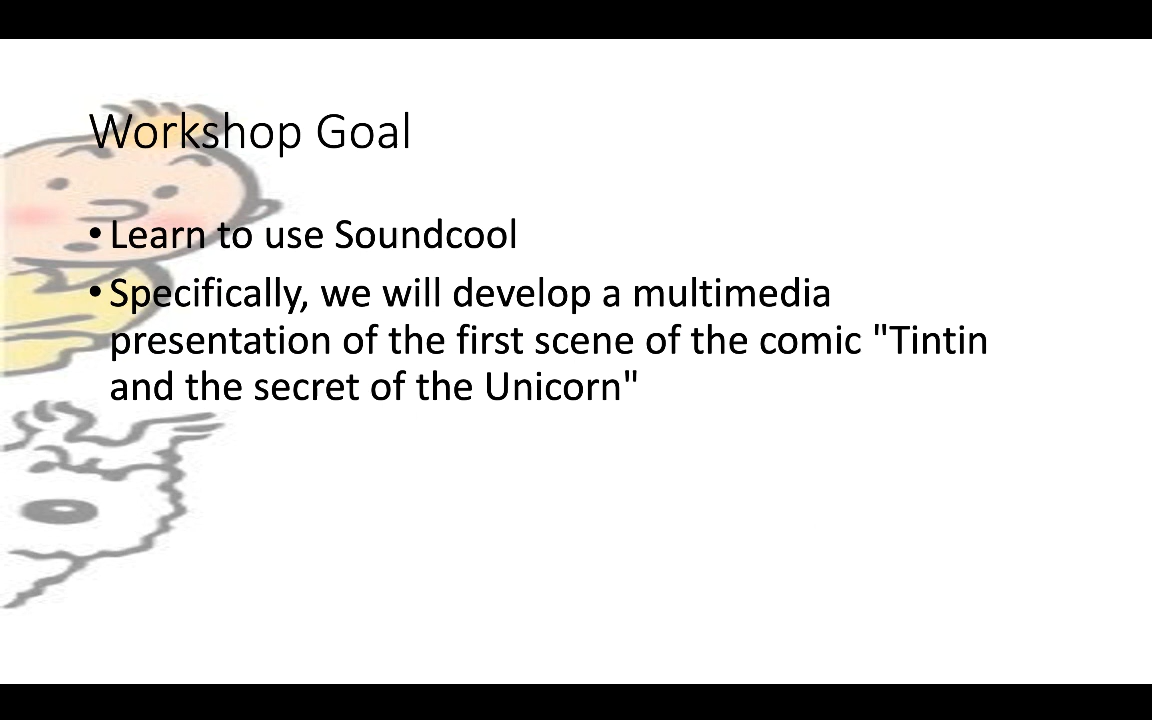 Workshop Goal
• Learn to use Soundcool
• Specifically, we will develop a multimedia
presentation of the first scene of the comic "Tintin
and the secret of the Unicorn"